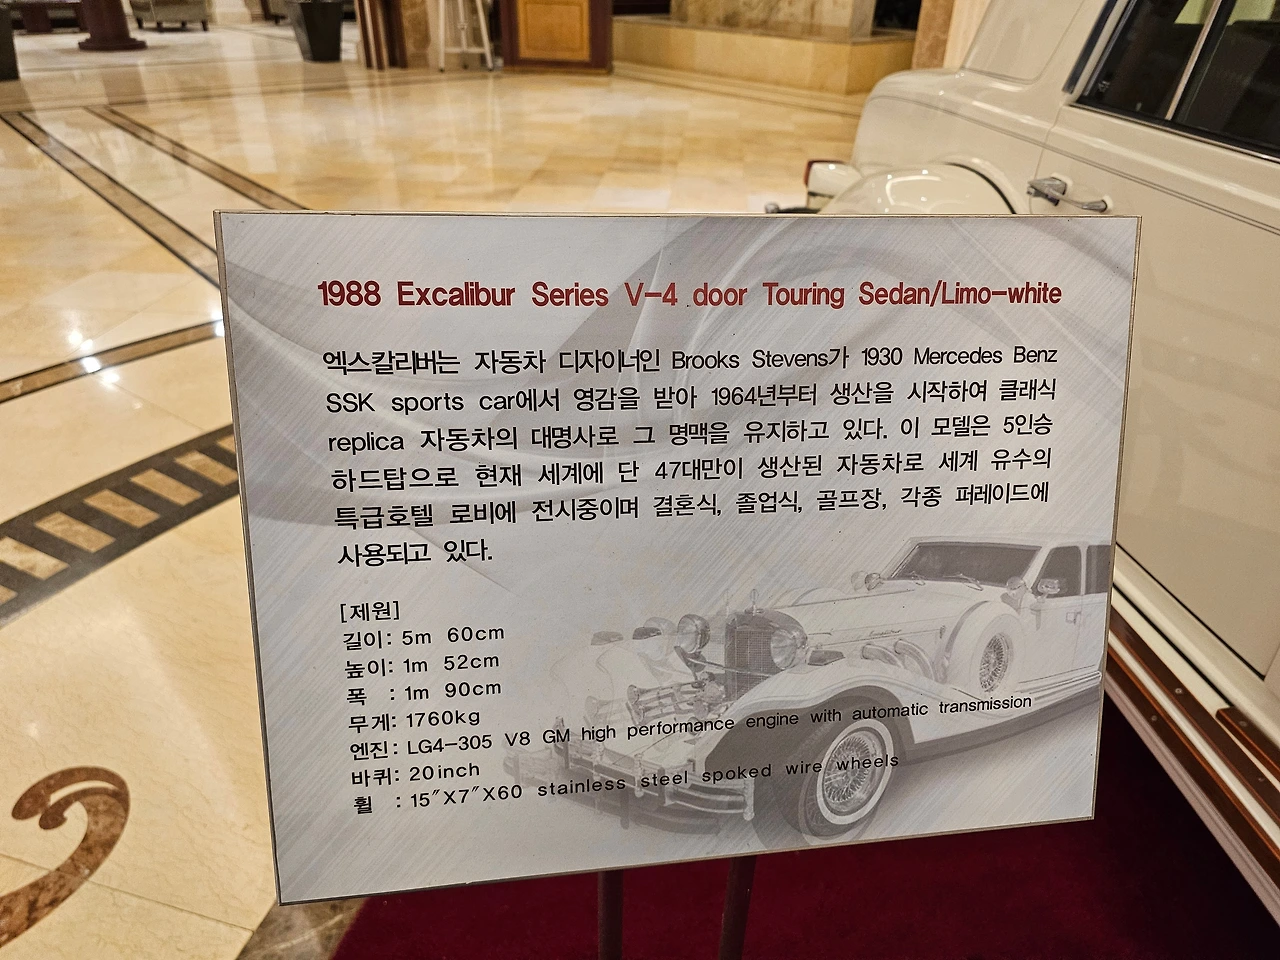 1988 Excalibur Series V-4 door Touring Sedan/Limo-white
엑스칼리버는 자동차 디자이너인 Brooks Stevens가 1930 Mercedes Benz
SSK sports car에서 영감을 받아 1964년부터 생산을 시작하여 클래식
replica 자동차의 대명사로 그 명맥을 유지하고 있다. 이 모델은 5인승
하드탑으로 현재 세계에 단 47대만이 생산된 자동차로 세계 유수의
특급호텔 로비에 전시중이며 결혼식, 졸업식, 골프장, 각종 퍼레이드에
사용되고 있다.
[제원]
길이: 5m 60cm
높이: 1m 52cm
폭 : 1m 90cm
무게: 1760kg
엔진: LG4-305 V8 GM high performance engine with automatic transmission
바퀴: 20inch
휠 : 15″X7″X60 stainless steel spoked wire wheels